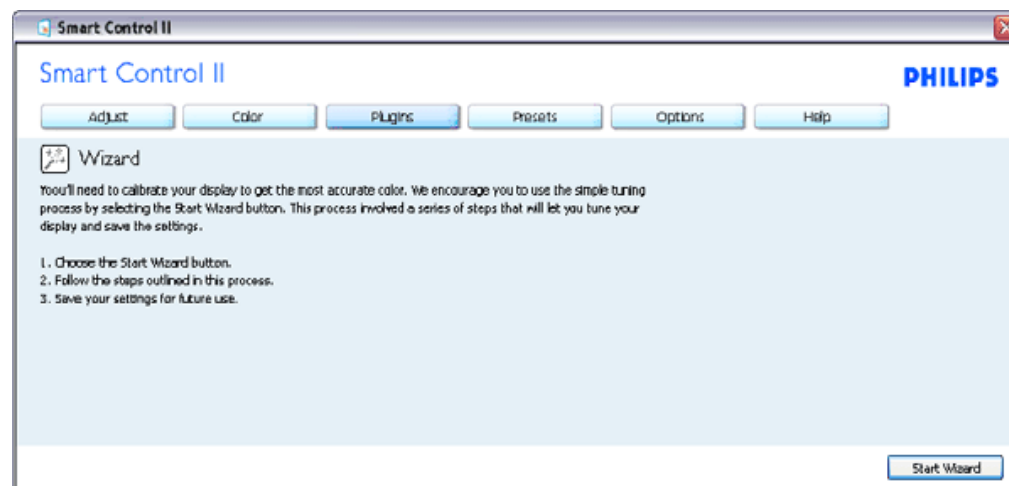 Smart Control II
Smart Control II
PHILIPS
Adjust Color Plugins Presets Options Help
Wizard
Yoou'll need to calibrate your display to get the most accurate color. We encourage you to use the simple tuning
process by selecting the Start Wizard button. This process involved a series of steps that will let you tune your
display and save the settings.
1. Choose the Start Wizard button.
2. Follow the steps outlined in this process.
3. Save your settings for future use.
Start Wizard